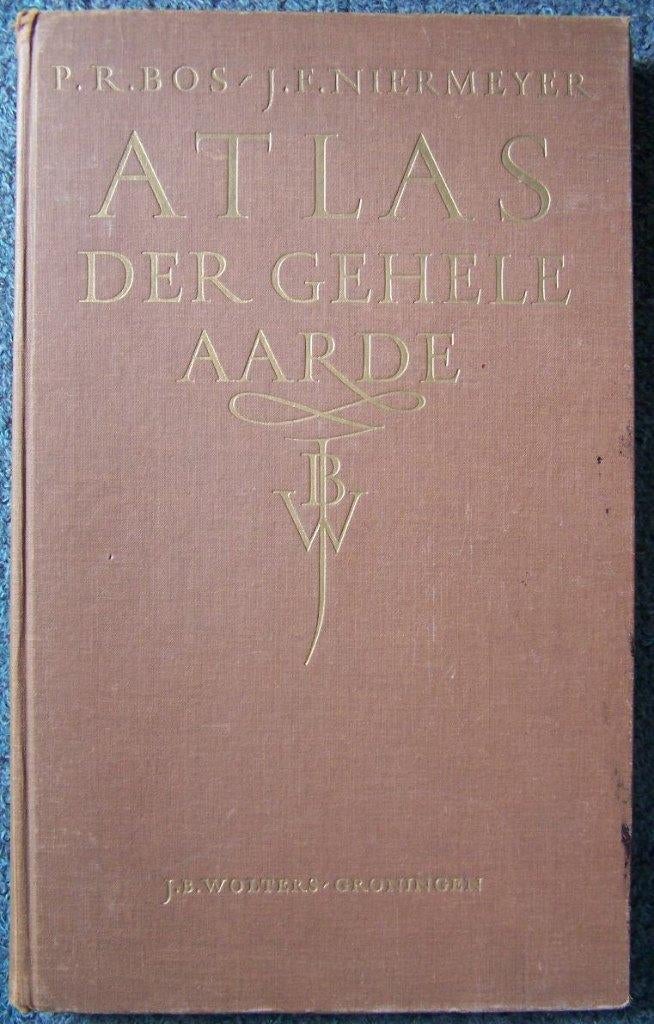 P.R.BOS - J.F.NIERMEYER
ATLAS
DER GEHELE
AARDE
JBW
J.B.WOLTERS - GRONINGEN